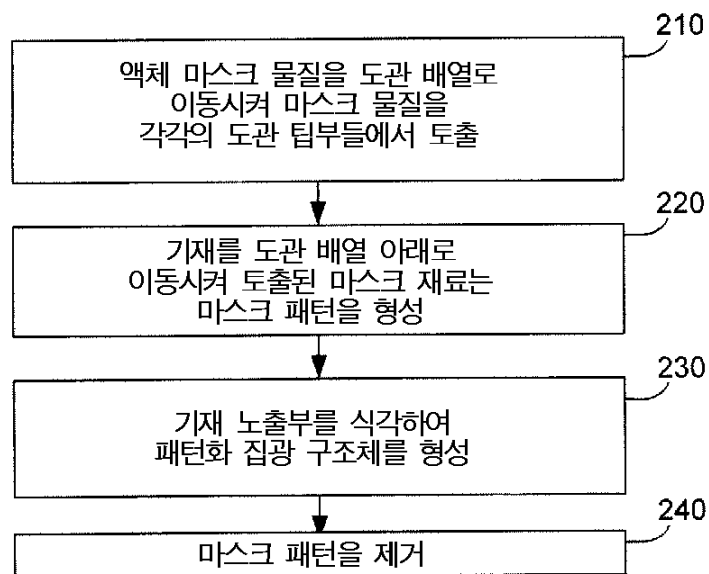 210
액체 마스크 물질을 도관 배열로
이동시켜 마스크 물질을
각각의 도관 팁부들에서 토출
220
기재를 도관 배열 아래로
이동시켜 토출된 마스크 재료는
마스크 패턴을 형성
230
기재 노출부를 식각하여
패턴화 집광 구조체를 형성
240
마스크 패턴을 제거